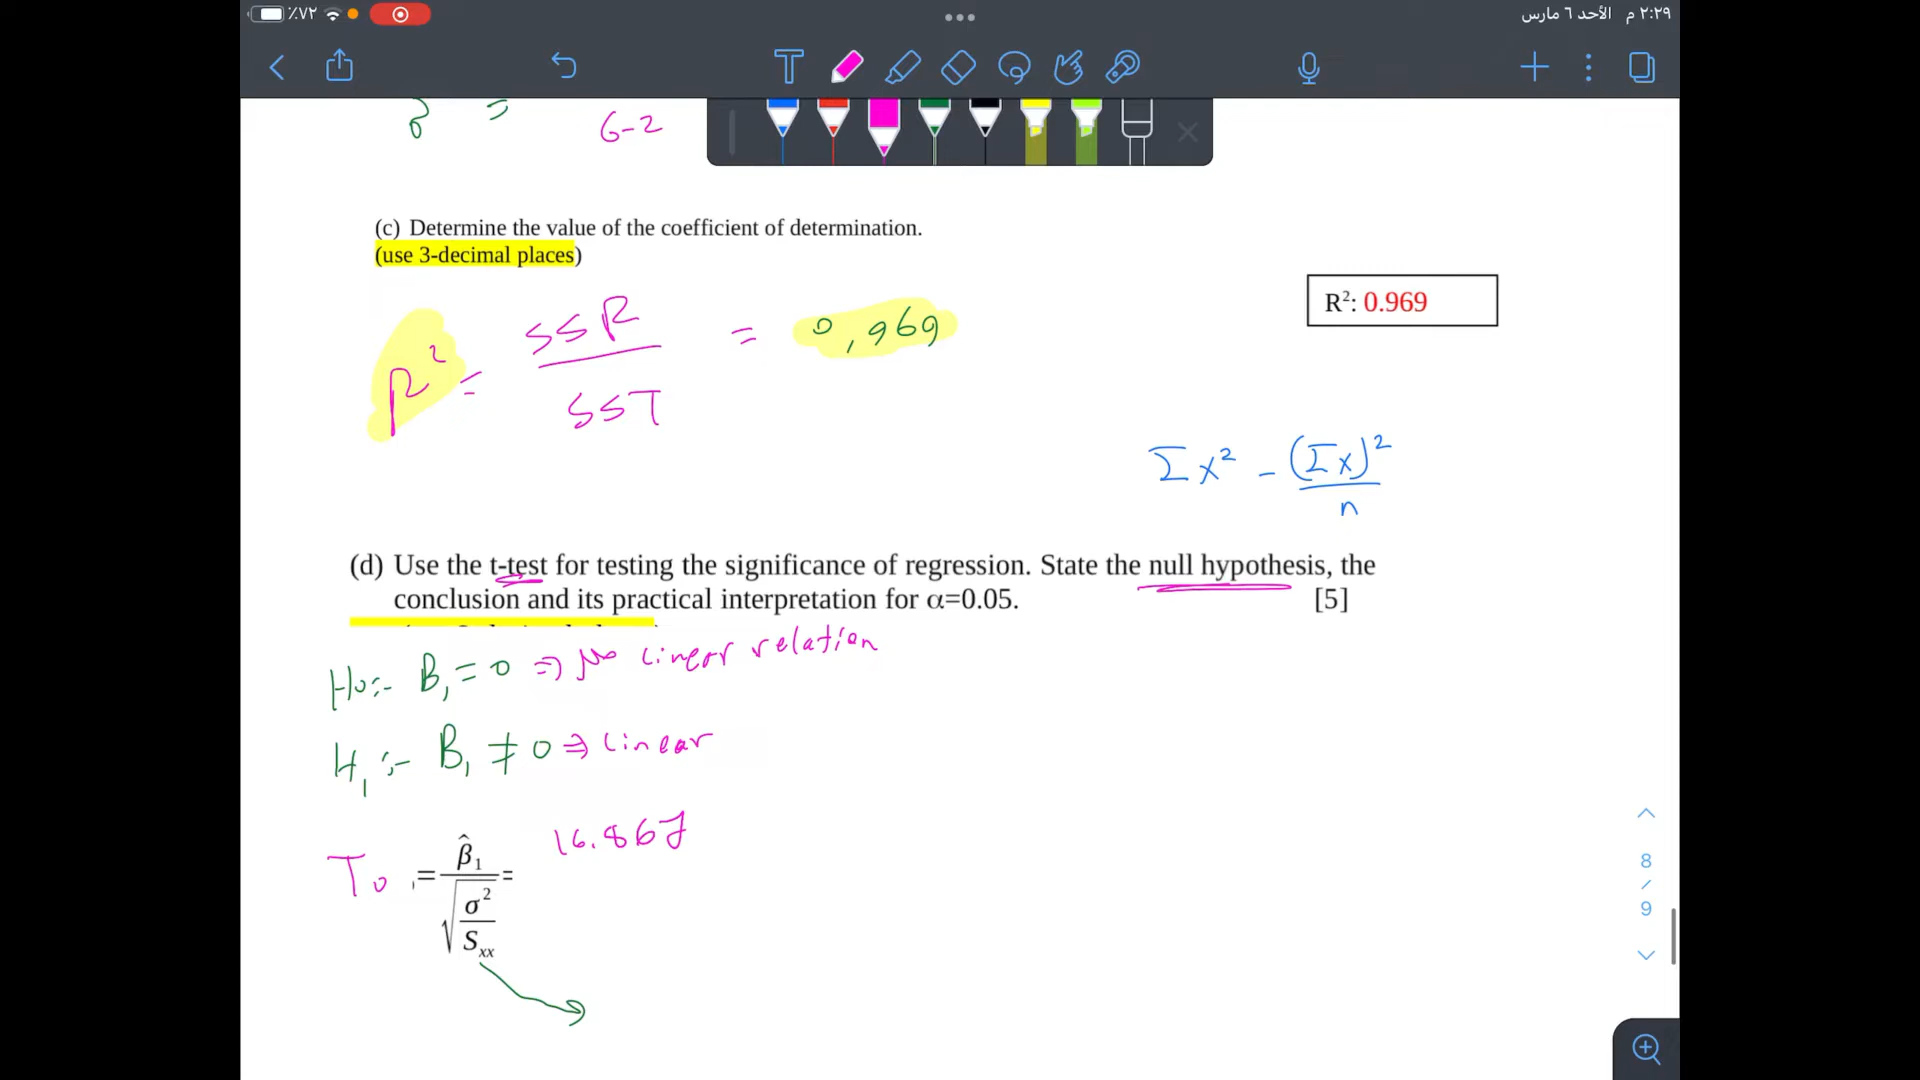 ٪٧٢
٢:٢٩ م الأحد ٦ مارس
=
6-2
(c) Determine the value of the coefficient of determination.
(use 3-decimal places)
R²: 0.969
R² = SSR / SST = 0,969
Σx² - (Σx)² / n
(d) Use the t-test for testing the significance of regression. State the null hypothesis, the
conclusion and its practical interpretation for α=0.05. [5]
H0:- B₁ = 0 ⇒ No linear relation
H₁:- B₁ ≠ 0 ⇒ linear
T0 = β̂₁ / √(σ² / Sxx) = 16.867
8
/
9